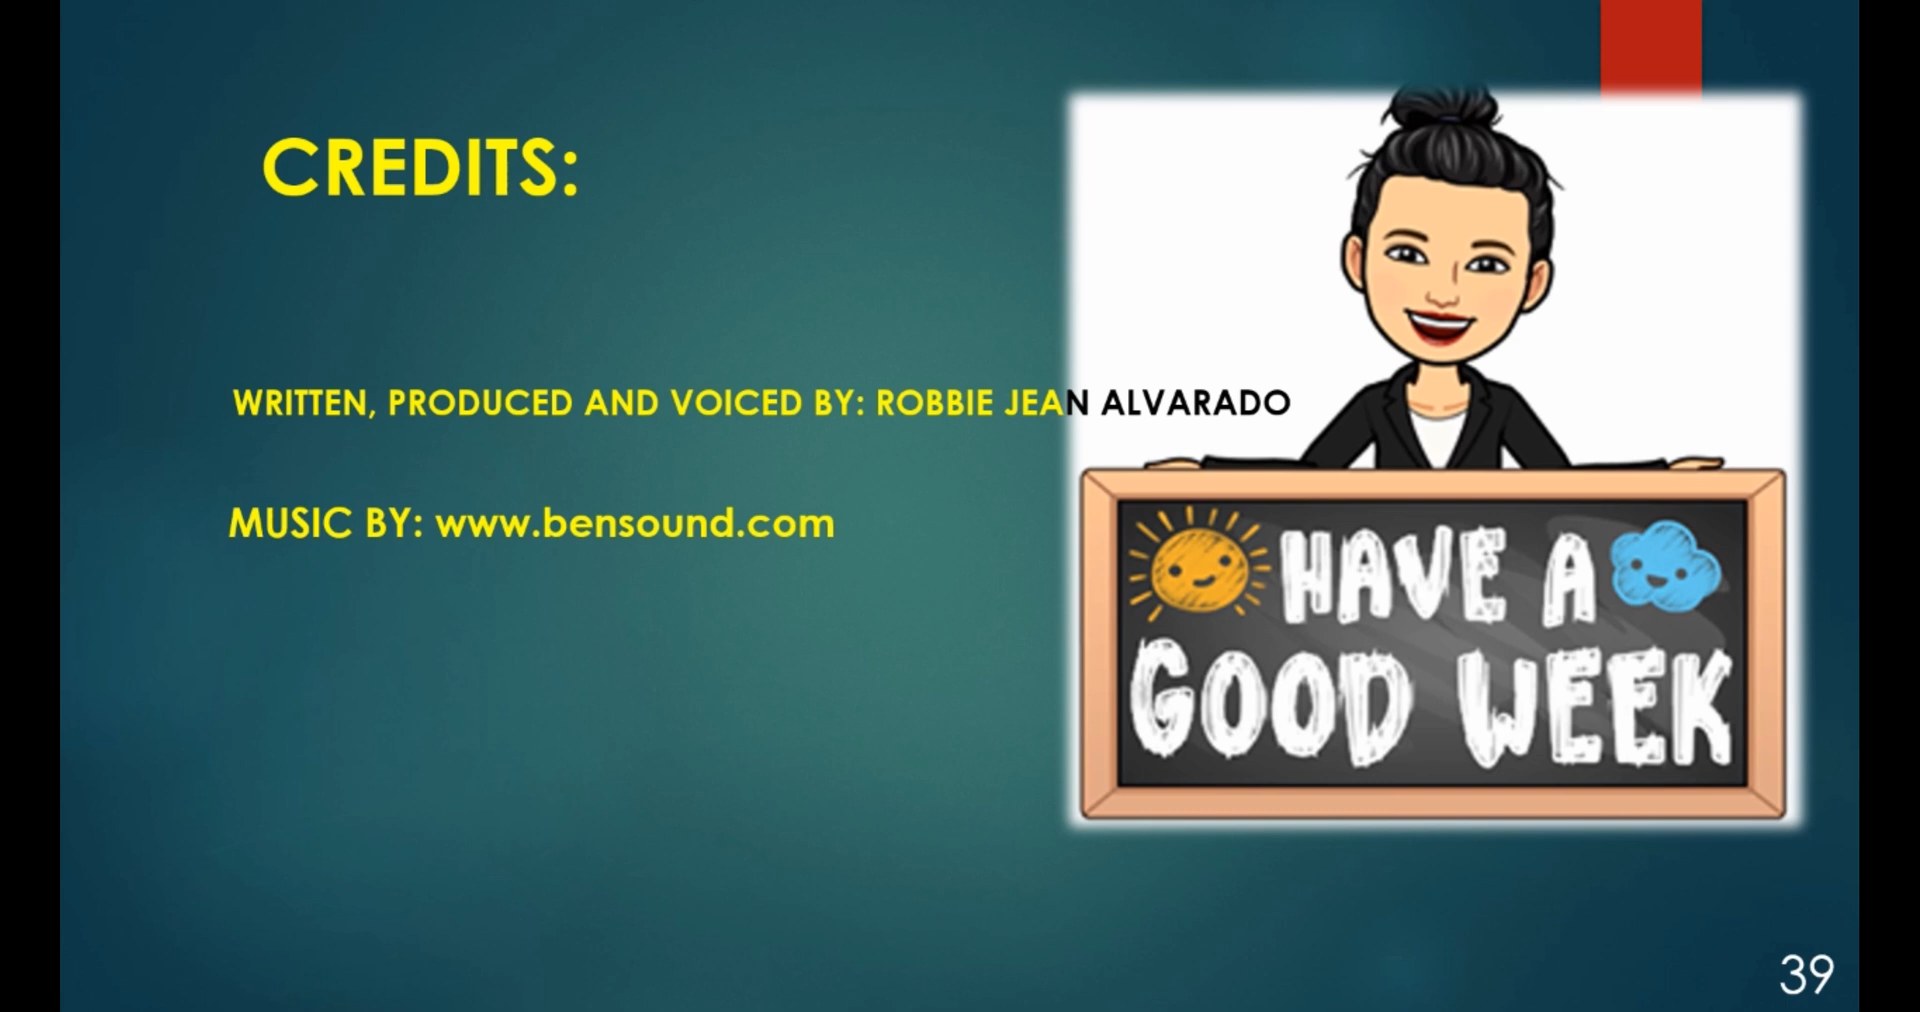 CREDITS:
WRITTEN, PRODUCED AND VOICED BY: ROBBIE JEAN ALVARADO
MUSIC BY: www.bensound.com
HAVE A
GOOD WEEK
39